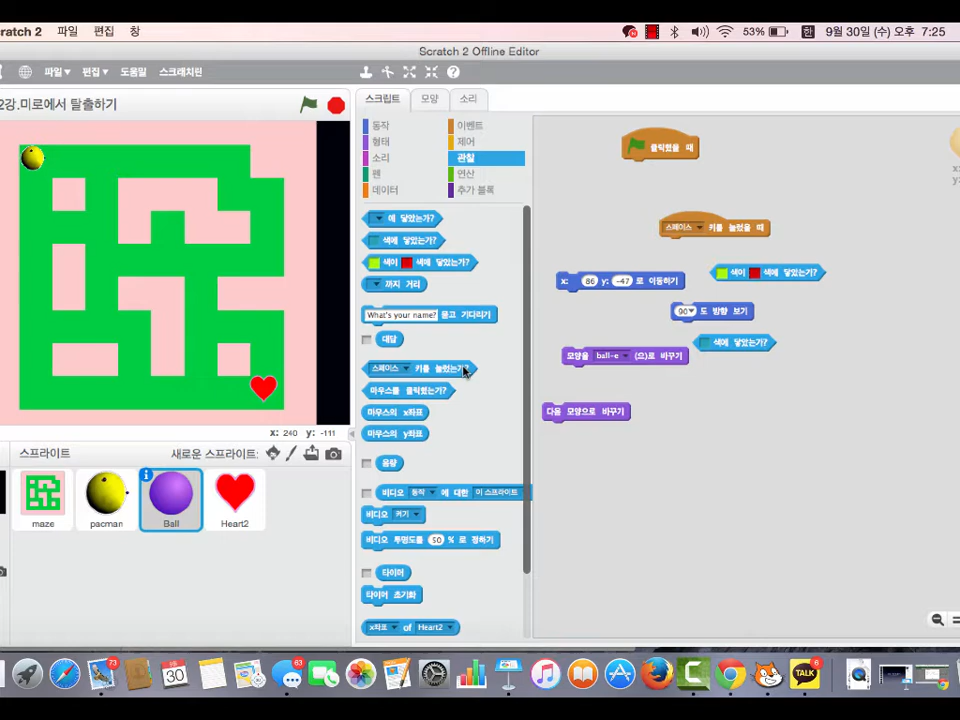 Scratch 2 파일 편집 창 53% 한 9월 30일 (수) 오후 7:25
Scratch 2 Offline Editor
파일▼ 편집▼ 도움말 스크래치란
2강.미로에서 탈출하기
스크립트 모양 소리
동작 이벤트
형태 제어
소리 관찰
펜 연산
데이터 추가 블록
에 닿았는가?
색에 닿았는가?
색이 색에 닿았는가?
까지 거리
What's your name? 묻고 기다리기
대답
스페이스 키를 눌렀는가?
마우스를 클릭했는가?
마우스의 x좌표
마우스의 y좌표
음량
비디오 동작 에 대한 이 스프라이트
비디오 켜기
비디오 투명도를 50 % 로 정하기
타이머
타이머 초기화
x좌표 of Heart2
클릭했을 때
스페이스 키를 눌렀을 때
x: 86 y: -47 로 이동하기
색이 색에 닿았는가?
90▼ 도 방향 보기
색에 닿았는가?
모양을 ball-e (으)로 바꾸기
다음 모양으로 바꾸기
x:
y:
x: 240 y: -111
스프라이트 새로운 스프라이트:
maze pacman Ball Heart2
73 30 63 TALK 6